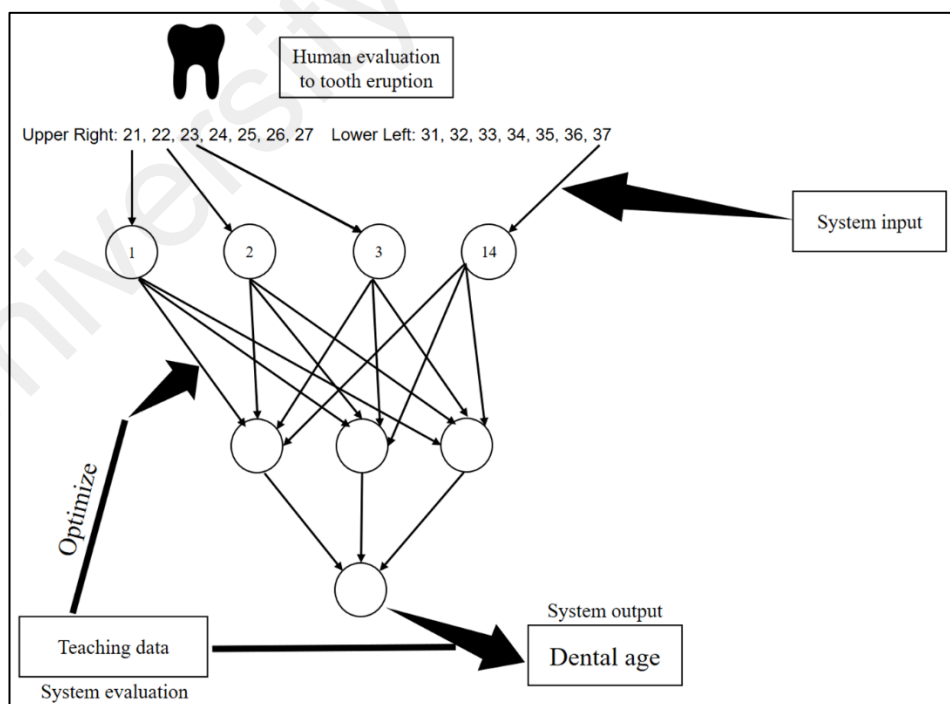 Human evaluation
to tooth eruption
Upper Right: 21, 22, 23, 24, 25, 26, 27 Lower Left: 31, 32, 33, 34, 35, 36, 37
System input
1 2 3 14
Optimize
System output
Teaching data
Dental age
System evaluation
University